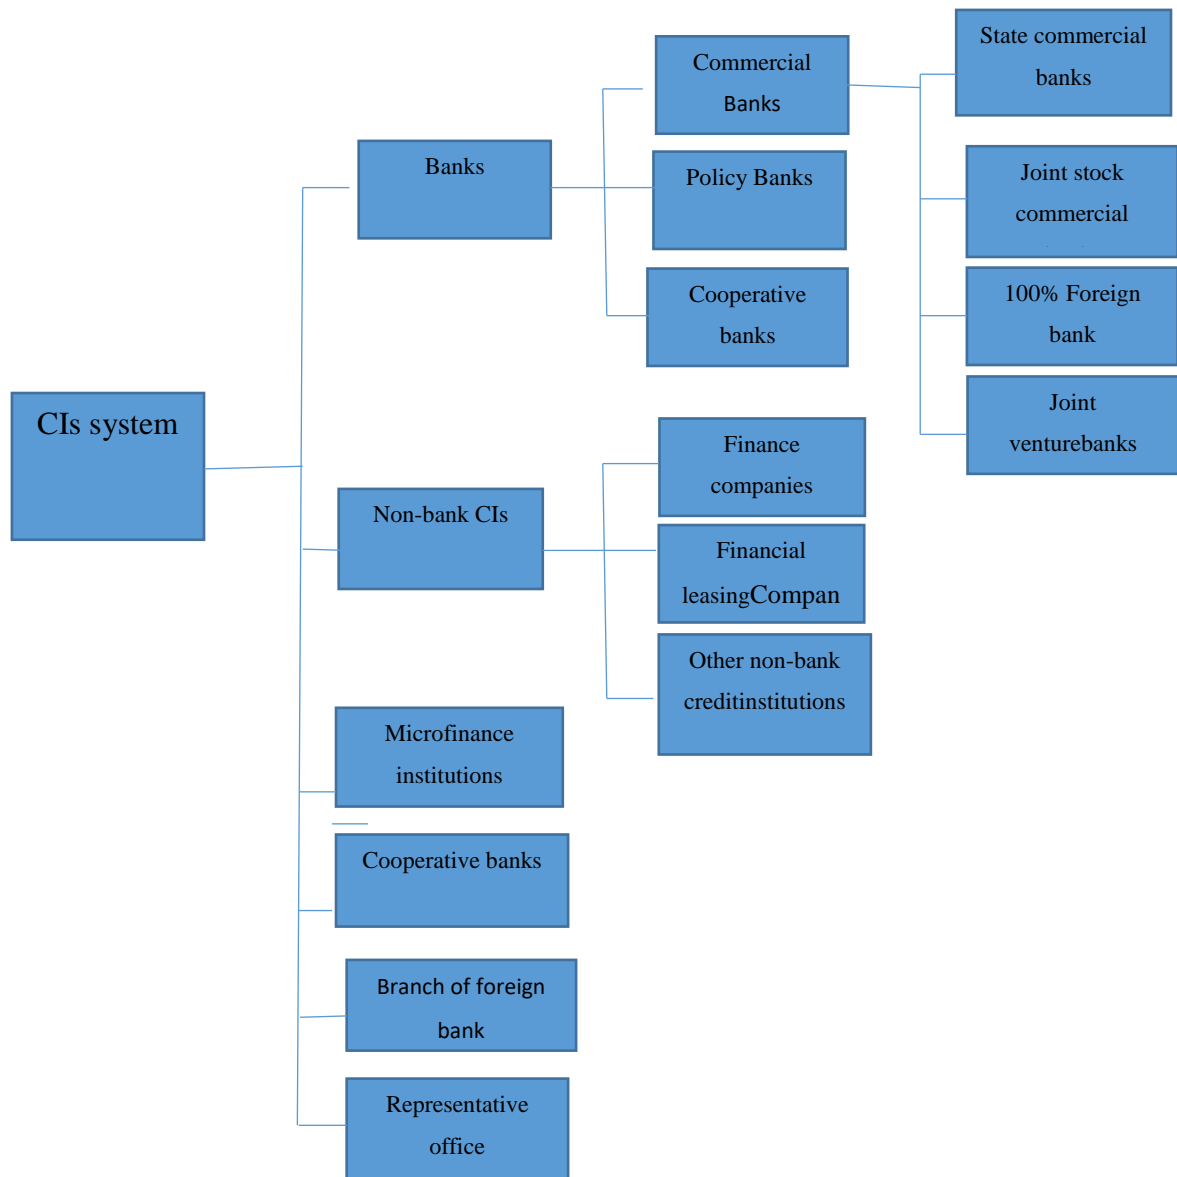 CIs system
Banks
Commercial
Banks
Policy Banks
Cooperative
banks
State commercial
banks
Joint stock
commercial
100% Foreign
bank
Joint
venturebanks
Non-bank CIs
Finance
companies
Financial
leasingCompan
Other non-bank
creditinstitutions
Microfinance
institutions
Cooperative banks
Branch of foreign
bank
Representative
office